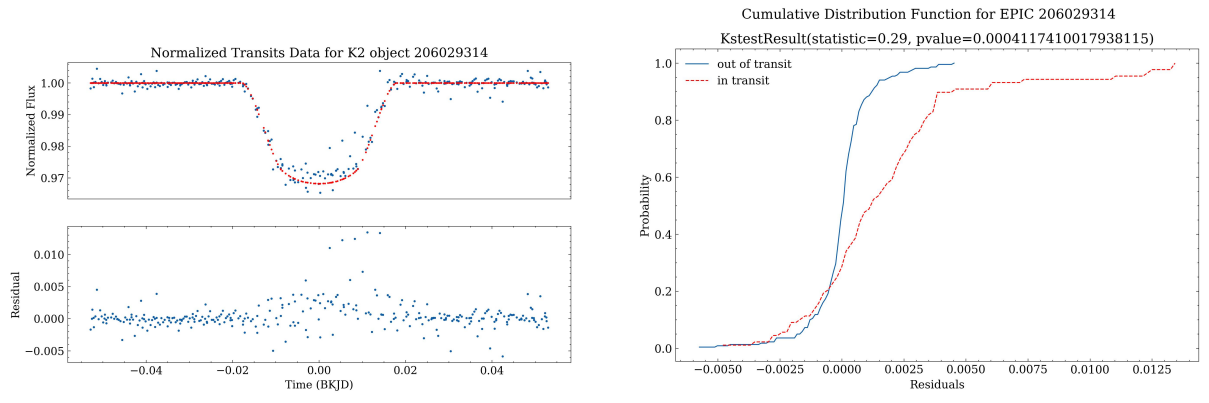 Normalized Transits Data for K2 object 206029314
Normalized Flux
1.00
0.99
0.98
0.97
Residual
0.010
0.005
0.000
−0.005
−0.04
−0.02
0.00
0.02
0.04
Time (BKJD)
Cumulative Distribution Function for EPIC 206029314
KstestResult(statistic=0.29, pvalue=0.0004117410017938115)
out of transit
in transit
Probability
1.0
0.8
0.6
0.4
0.2
0.0
−0.0050
−0.0025
0.0000
0.0025
0.0050
0.0075
0.0100
0.0125
Residuals